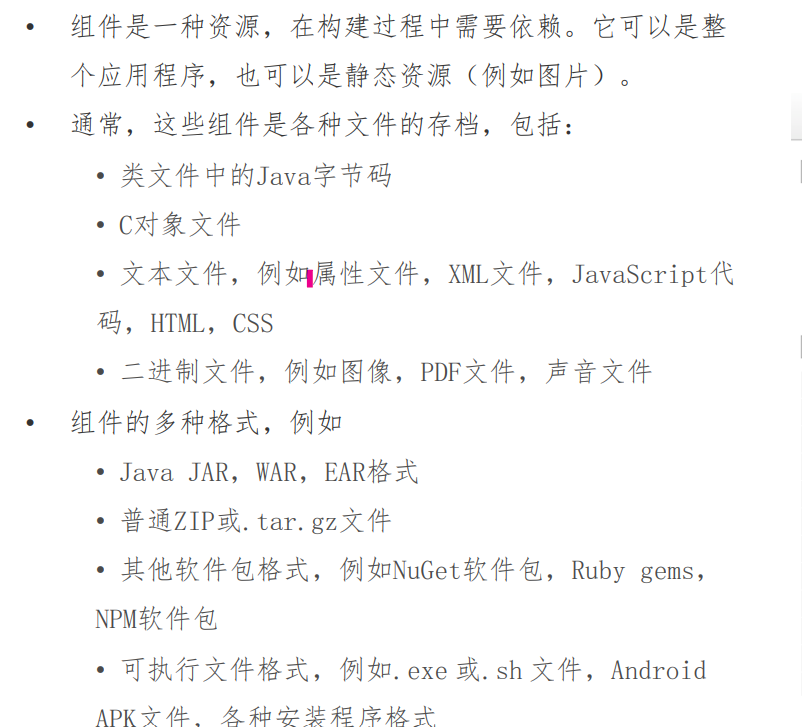 • 组件是一种资源，在构建过程中需要依赖。它可以是整
个应用程序，也可以是静态资源（例如图片）。
• 通常，这些组件是各种文件的存档，包括：
• 类文件中的Java字节码
• C对象文件
• 文本文件，例如属性文件，XML文件，JavaScript代
码，HTML，CSS
• 二进制文件，例如图像，PDF文件，声音文件
• 组件的多种格式，例如
• Java JAR，WAR，EAR格式
• 普通ZIP或.tar.gz文件
• 其他软件包格式，例如NuGet软件包，Ruby gems，
NPM软件包
• 可执行文件格式，例如.exe 或.sh 文件，Android
APK文件，各种安装程序格式